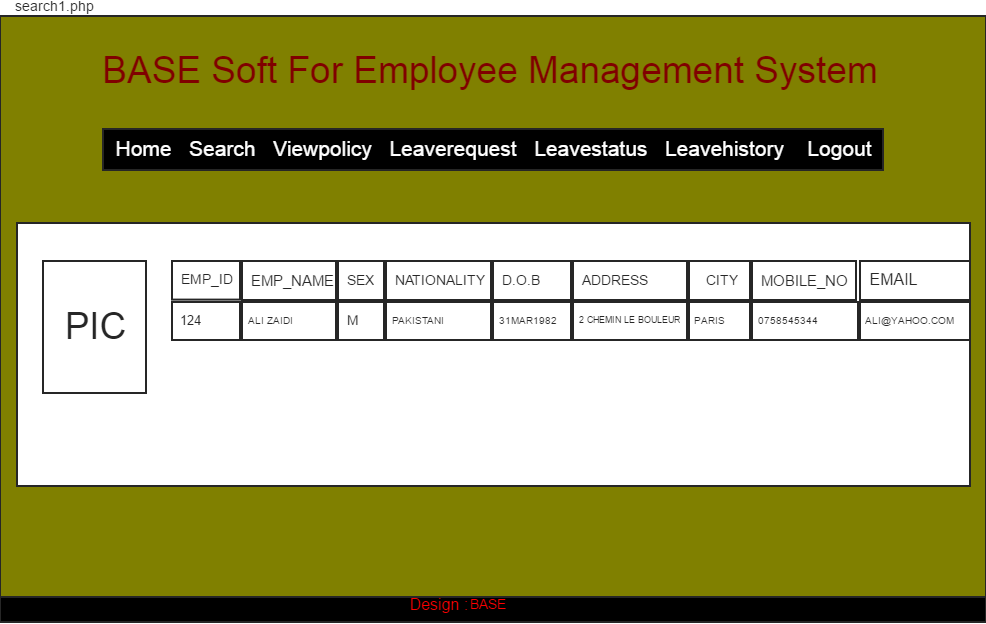 search1.php
BASE Soft For Employee Management System
Home Search Viewpolicy Leaverequest Leavestatus Leavehistory Logout
PIC
EMP_ID EMP_NAME SEX NATIONALITY D.O.B ADDRESS CITY MOBILE_NO EMAIL
124 ALI ZAIDI M PAKISTANI 31MAR1982 2 CHEMIN LE BOULEUR PARIS 0758545344 ALI@YAHOO.COM
Design : BASE